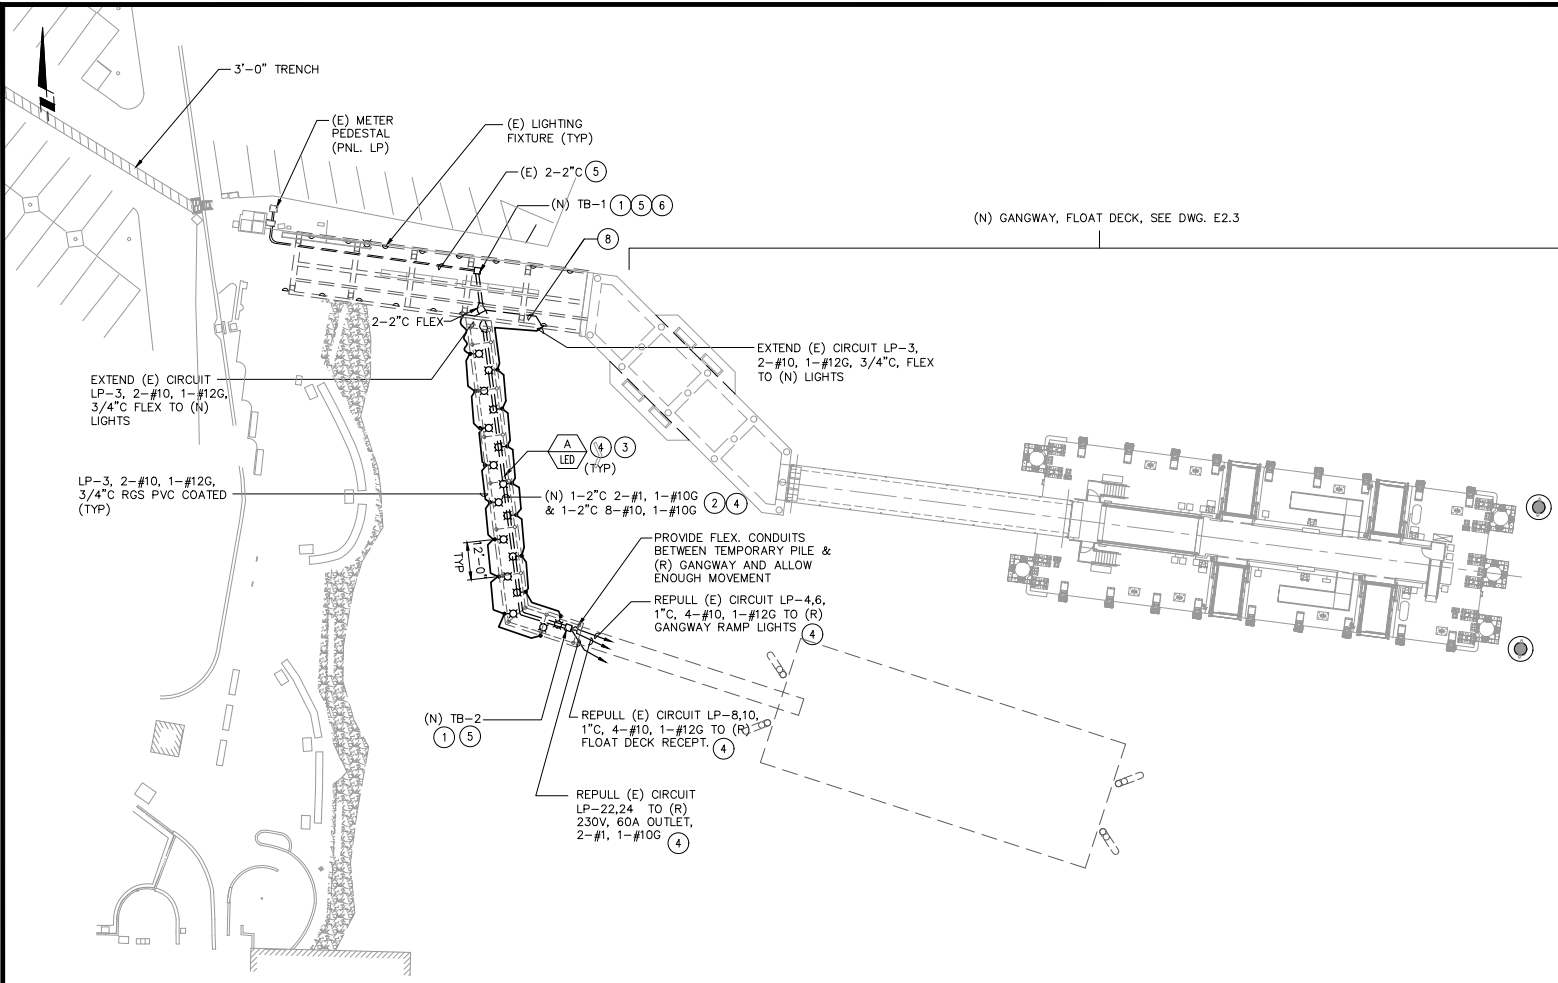 3'-0" TRENCH
(E) METER
PEDESTAL
(PNL. LP)
(E) LIGHTING
FIXTURE (TYP)
(E) 2-2"C 5
(N) TB-1 1 5 6
8
(N) GANGWAY, FLOAT DECK, SEE DWG. E2.3
2-2"C FLEX
EXTEND (E) CIRCUIT LP-3,
2-#10, 1-#12G, 3/4"C, FLEX
TO (N) LIGHTS
EXTEND (E) CIRCUIT
LP-3, 2-#10, 1-#12G,
3/4"C FLEX TO (N)
LIGHTS
A
LED
4 3
(TYP)
LP-3, 2-#10, 1-#12G,
3/4"C RGS PVC COATED
(TYP)
(N) 1-2"C 2-#1, 1-#10G
& 1-2"C 8-#10, 1-#10G 2 4
12'-0"
TYP
PROVIDE FLEX. CONDUITS
BETWEEN TEMPORARY PILE &
(R) GANGWAY AND ALLOW
ENOUGH MOVEMENT
REPULL (E) CIRCUIT LP-4,6,
1"C, 4-#10, 1-#12G TO (R)
GANGWAY RAMP LIGHTS 4
(N) TB-2
1 5
REPULL (E) CIRCUIT LP-8,10,
1"C, 4-#10, 1-#12G TO (R)
FLOAT DECK RECEPT. 4
REPULL (E) CIRCUIT
LP-22,24 TO (R)
230V, 60A OUTLET,
2-#1, 1-#10G 4